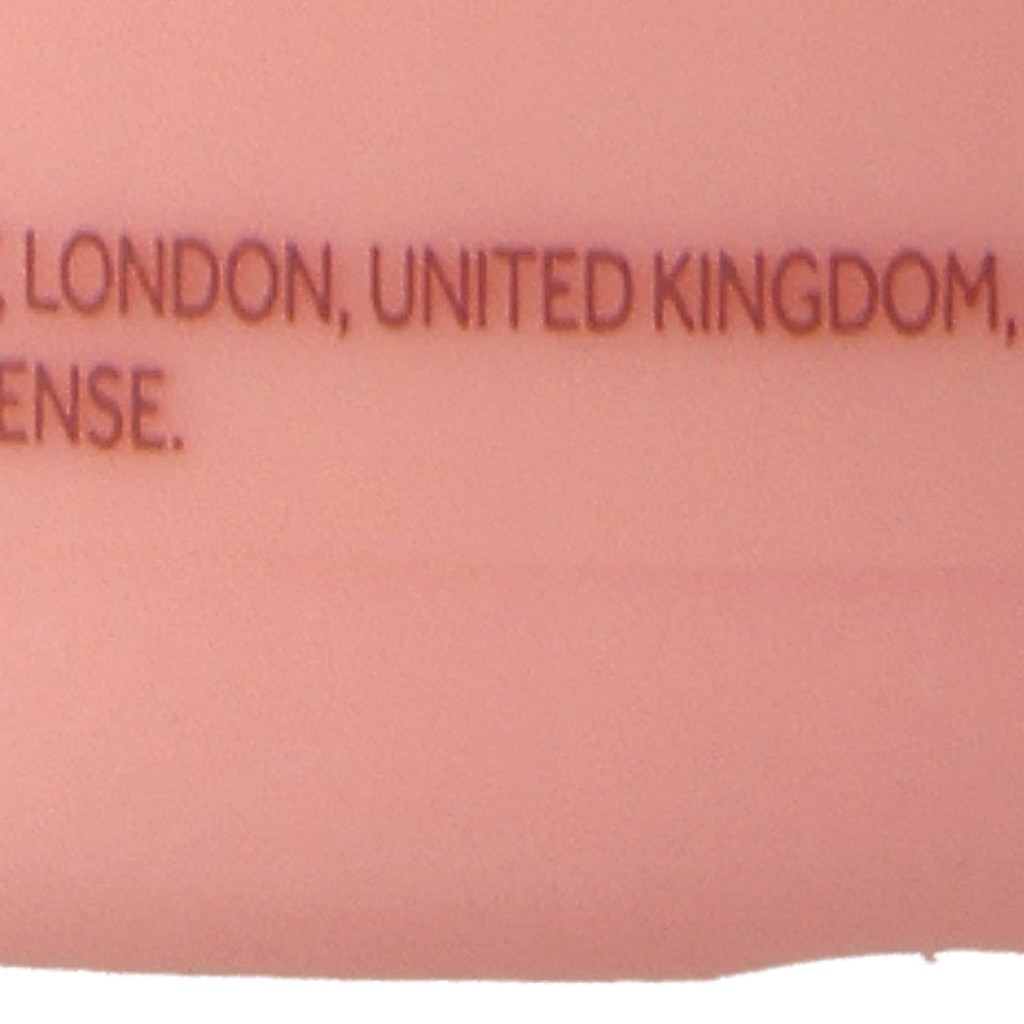 , LONDON, UNITED KINGDOM,
ENSE.